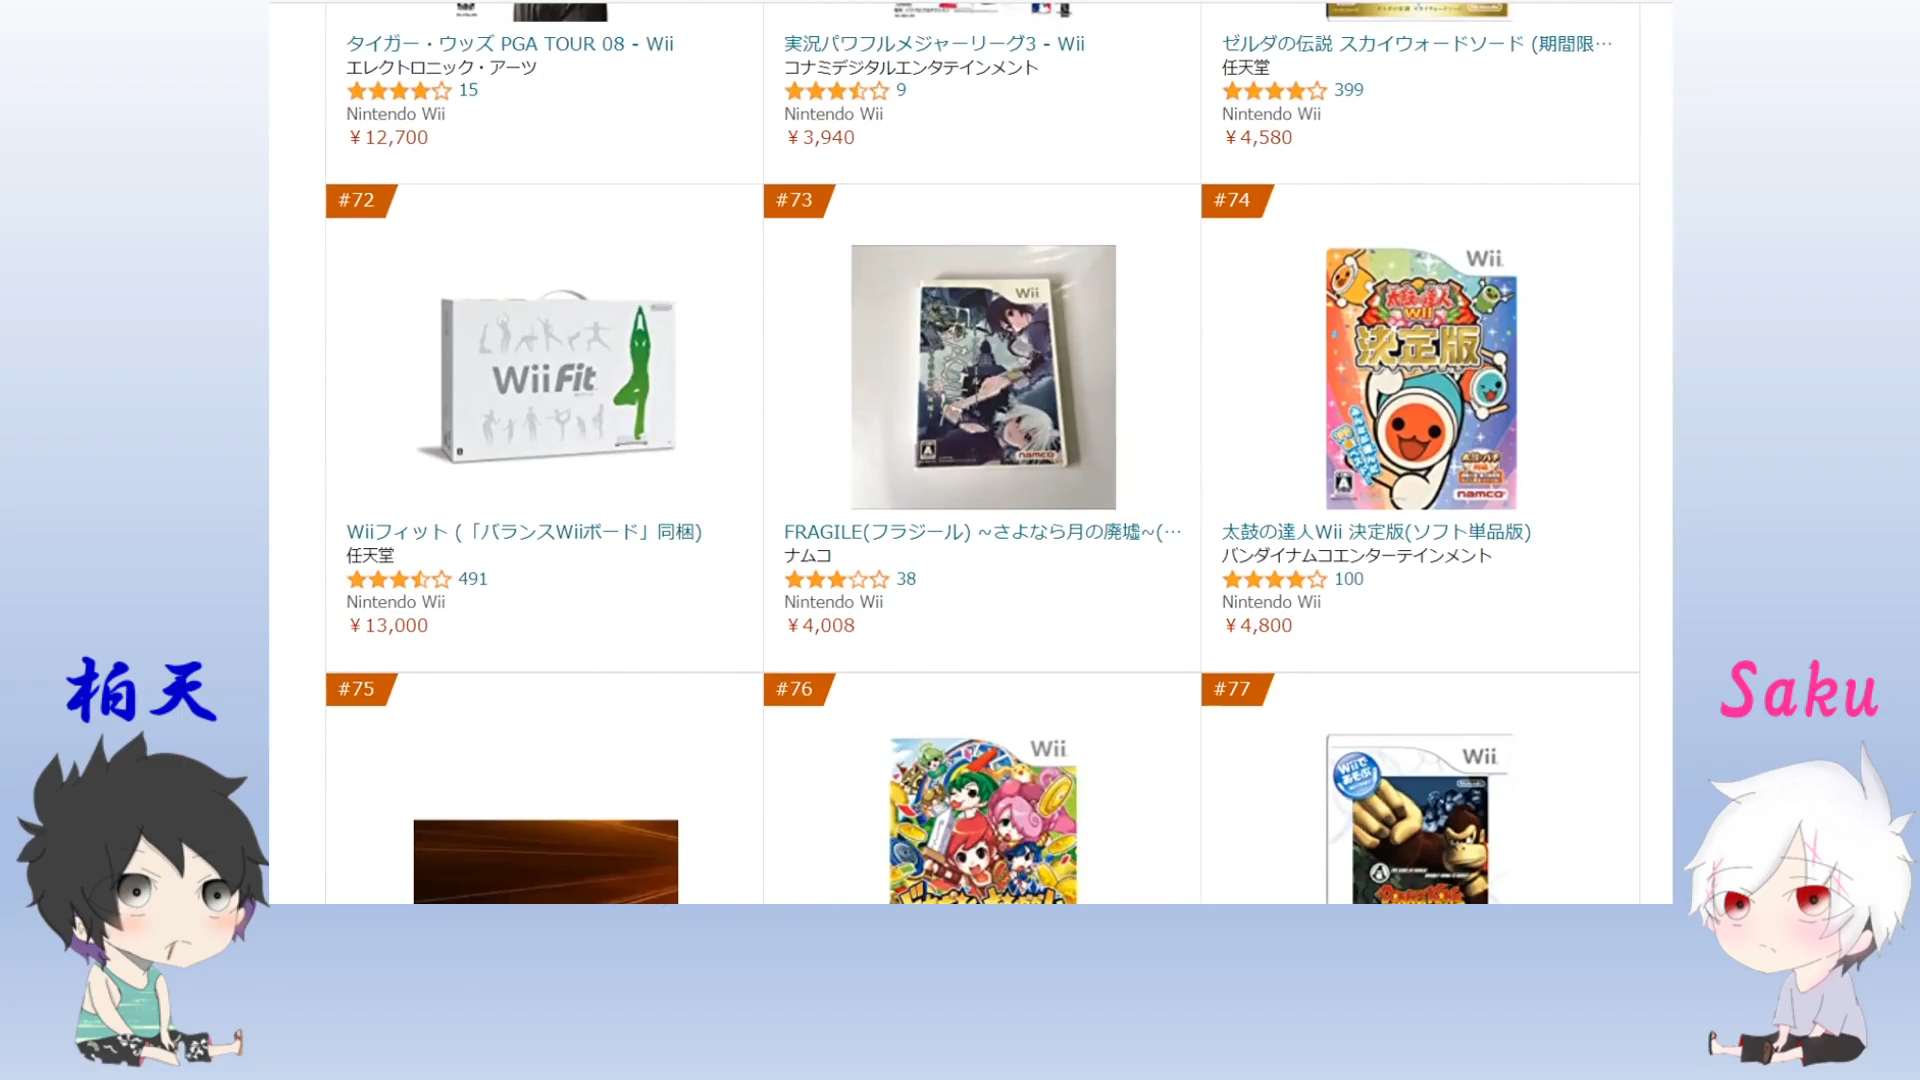 タイガー・ウッズ PGA TOUR 08 - Wii
エレクトロニック・アーツ
15
Nintendo Wii
￥12,700
実況パワフルメジャーリーグ3 - Wii
コナミデジタルエンタテインメント
9
Nintendo Wii
￥3,940
ゼルダの伝説 スカイウォードソード (期間限…
任天堂
399
Nintendo Wii
￥4,580
#72
Wii Fit
Wiiフィット (「バランスWiiボード」同梱)
任天堂
491
Nintendo Wii
￥13,000
#73
Wii
namco
FRAGILE(フラジール) ~さよなら月の廃墟~(…
ナムコ
38
Nintendo Wii
￥4,008
#74
Wii
太鼓の達人
Wii
決定版
namco
太鼓の達人Wii 決定版(ソフト単品版)
バンダイナムコエンターテインメント
100
Nintendo Wii
￥4,800
#75
#76
Wii
#77
Wii
Wiiで
あそぶ
柏天
Saku